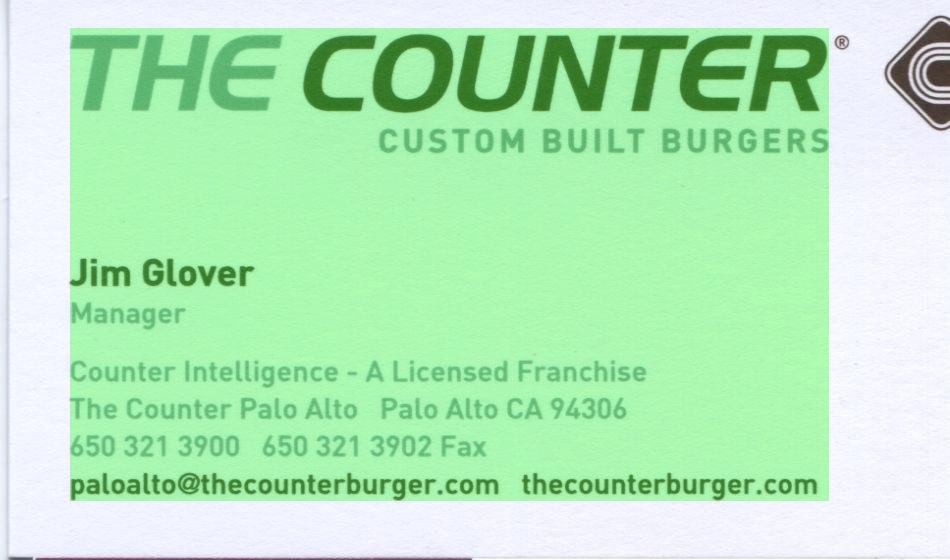 THE COUNTER®
CUSTOM BUILT BURGERS
Jim Glover
Manager
Counter Intelligence - A Licensed Franchise
The Counter Palo Alto Palo Alto CA 94306
650 321 3900 650 321 3902 Fax
paloalto@thecounterburger.com thecounterburger.com